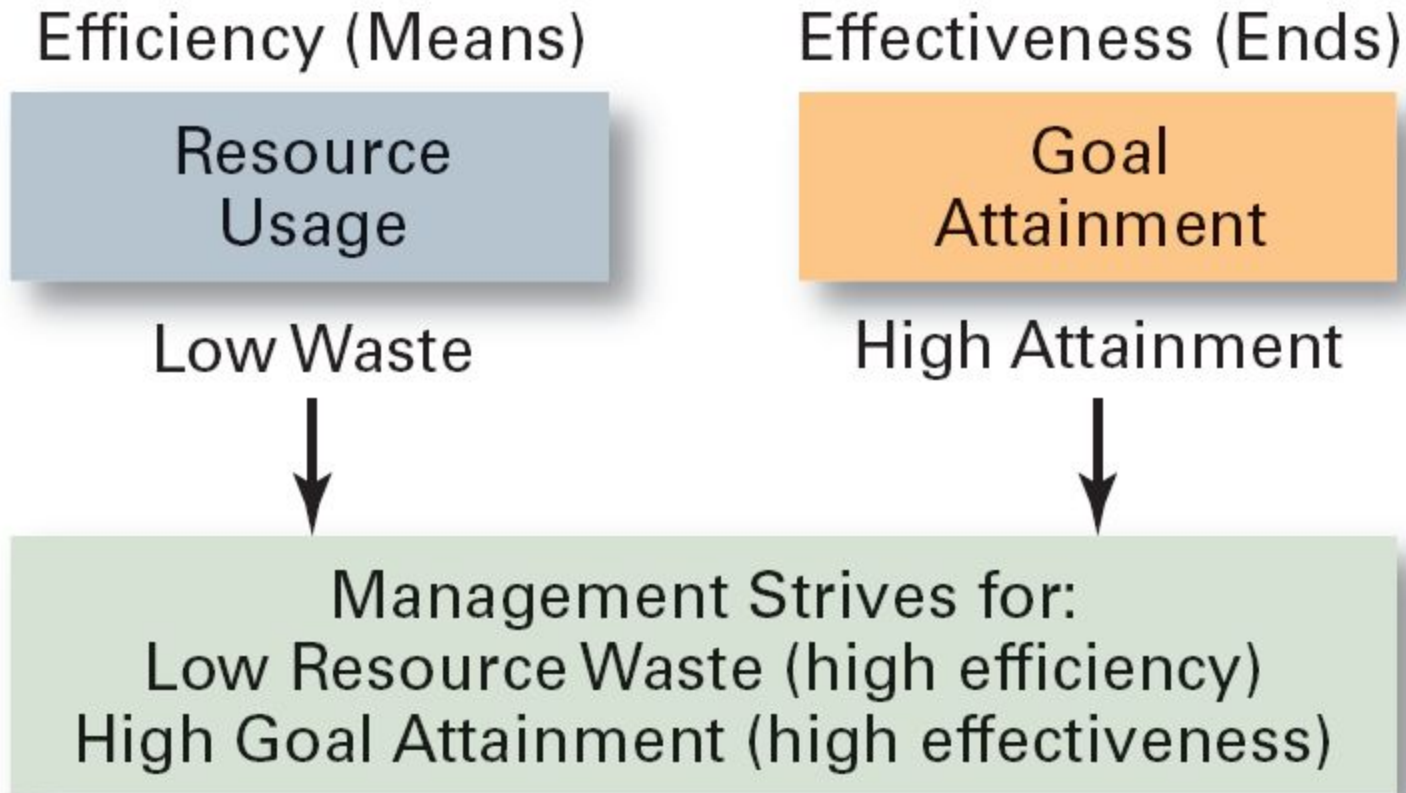 Efficiency (Means)
Effectiveness (Ends)
Resource
Usage
Goal
Attainment
Low Waste
High Attainment
Management Strives for:
Low Resource Waste (high efficiency)
High Goal Attainment (high effectiveness)